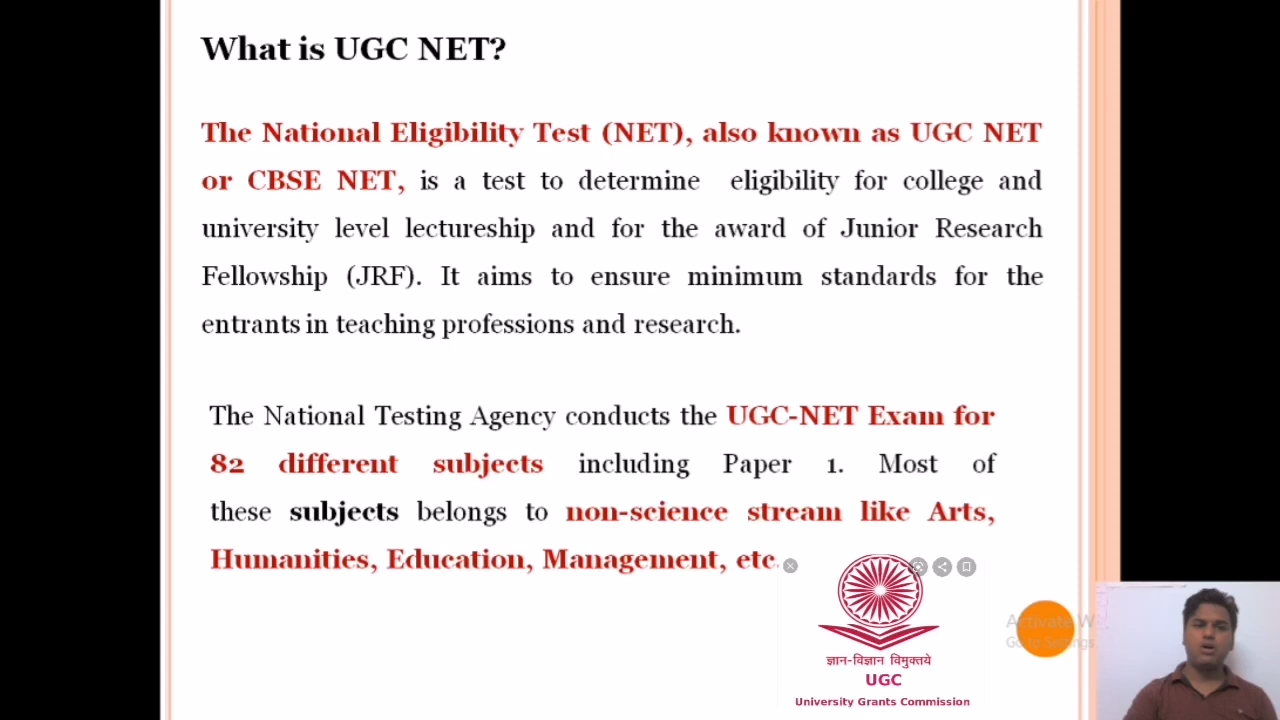 What is UGC NET?
The National Eligibility Test (NET), also known as UGC NET
or CBSE NET, is a test to determine eligibility for college and
university level lectureship and for the award of Junior Research
Fellowship (JRF). It aims to ensure minimum standards for the
entrants in teaching professions and research.
The National Testing Agency conducts the UGC-NET Exam for
82 different subjects including Paper 1. Most of
these subjects belongs to non-science stream like Arts,
Humanities, Education, Management, etc.
ज्ञान-विज्ञान विमुक्तये
UGC
University Grants Commission
Activate W
Go to Settings